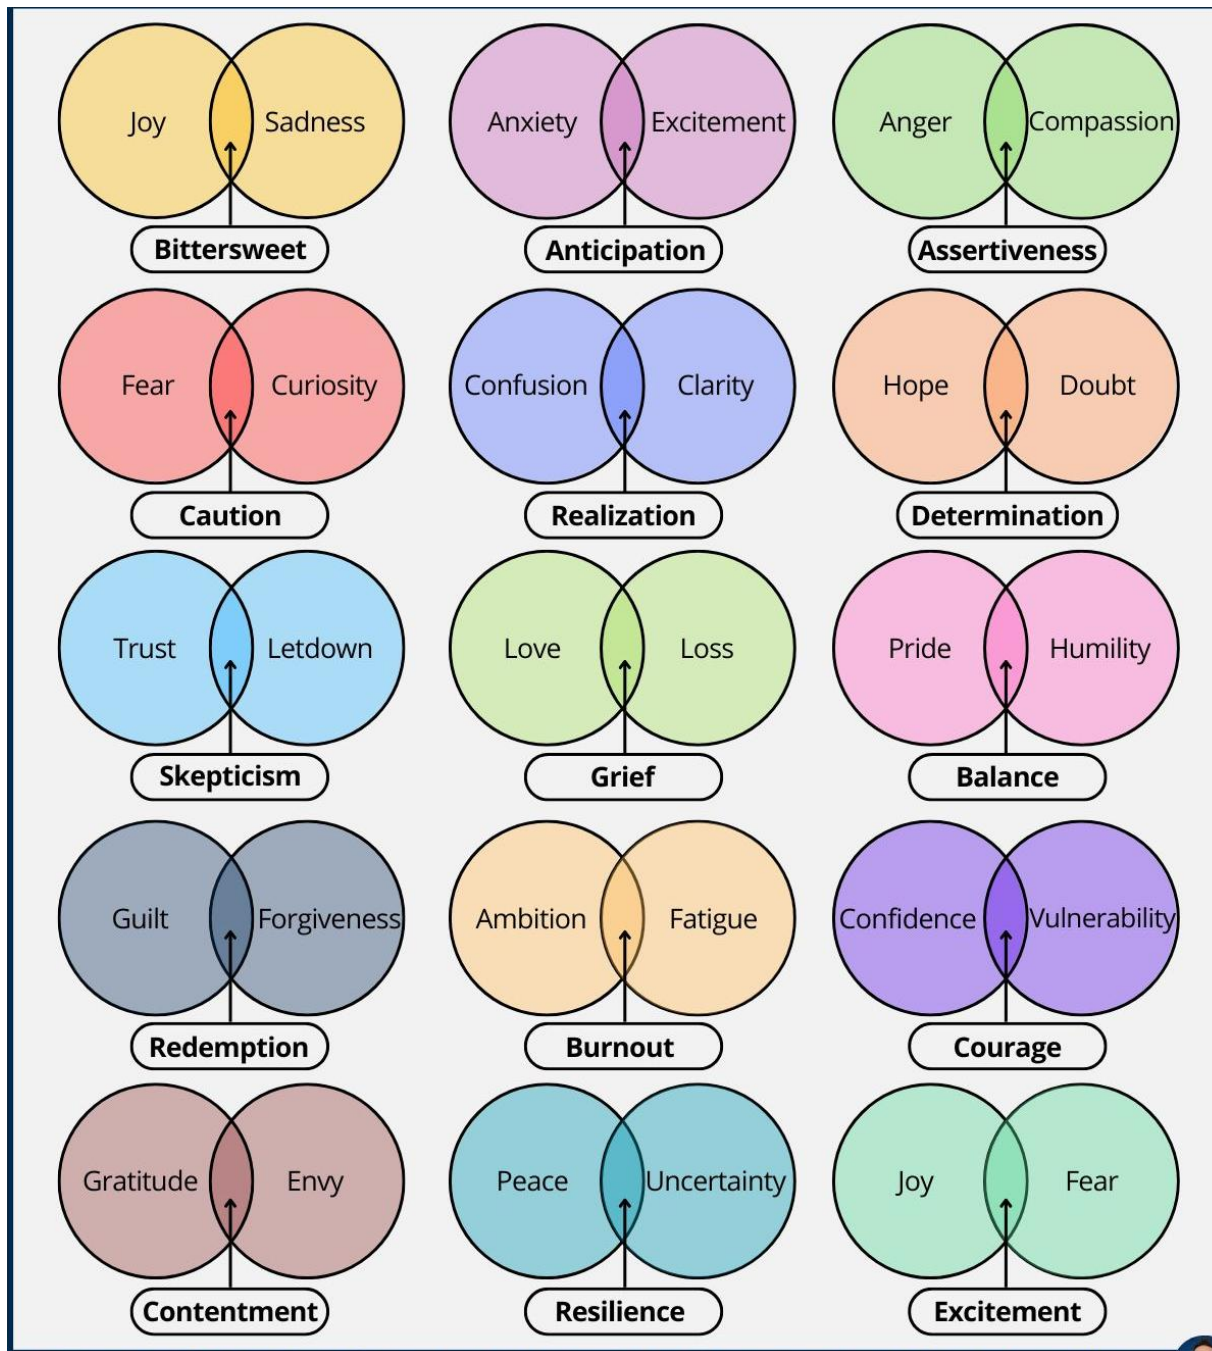 Joy Sadness
Bittersweet
Anxiety Excitement
Anticipation
Anger Compassion
Assertiveness
Fear Curiosity
Caution
Confusion Clarity
Realization
Hope Doubt
Determination
Trust Letdown
Skepticism
Love Loss
Grief
Pride Humility
Balance
Guilt Forgiveness
Redemption
Ambition Fatigue
Burnout
Confidence Vulnerability
Courage
Gratitude Envy
Contentment
Peace Uncertainty
Resilience
Joy Fear
Excitement